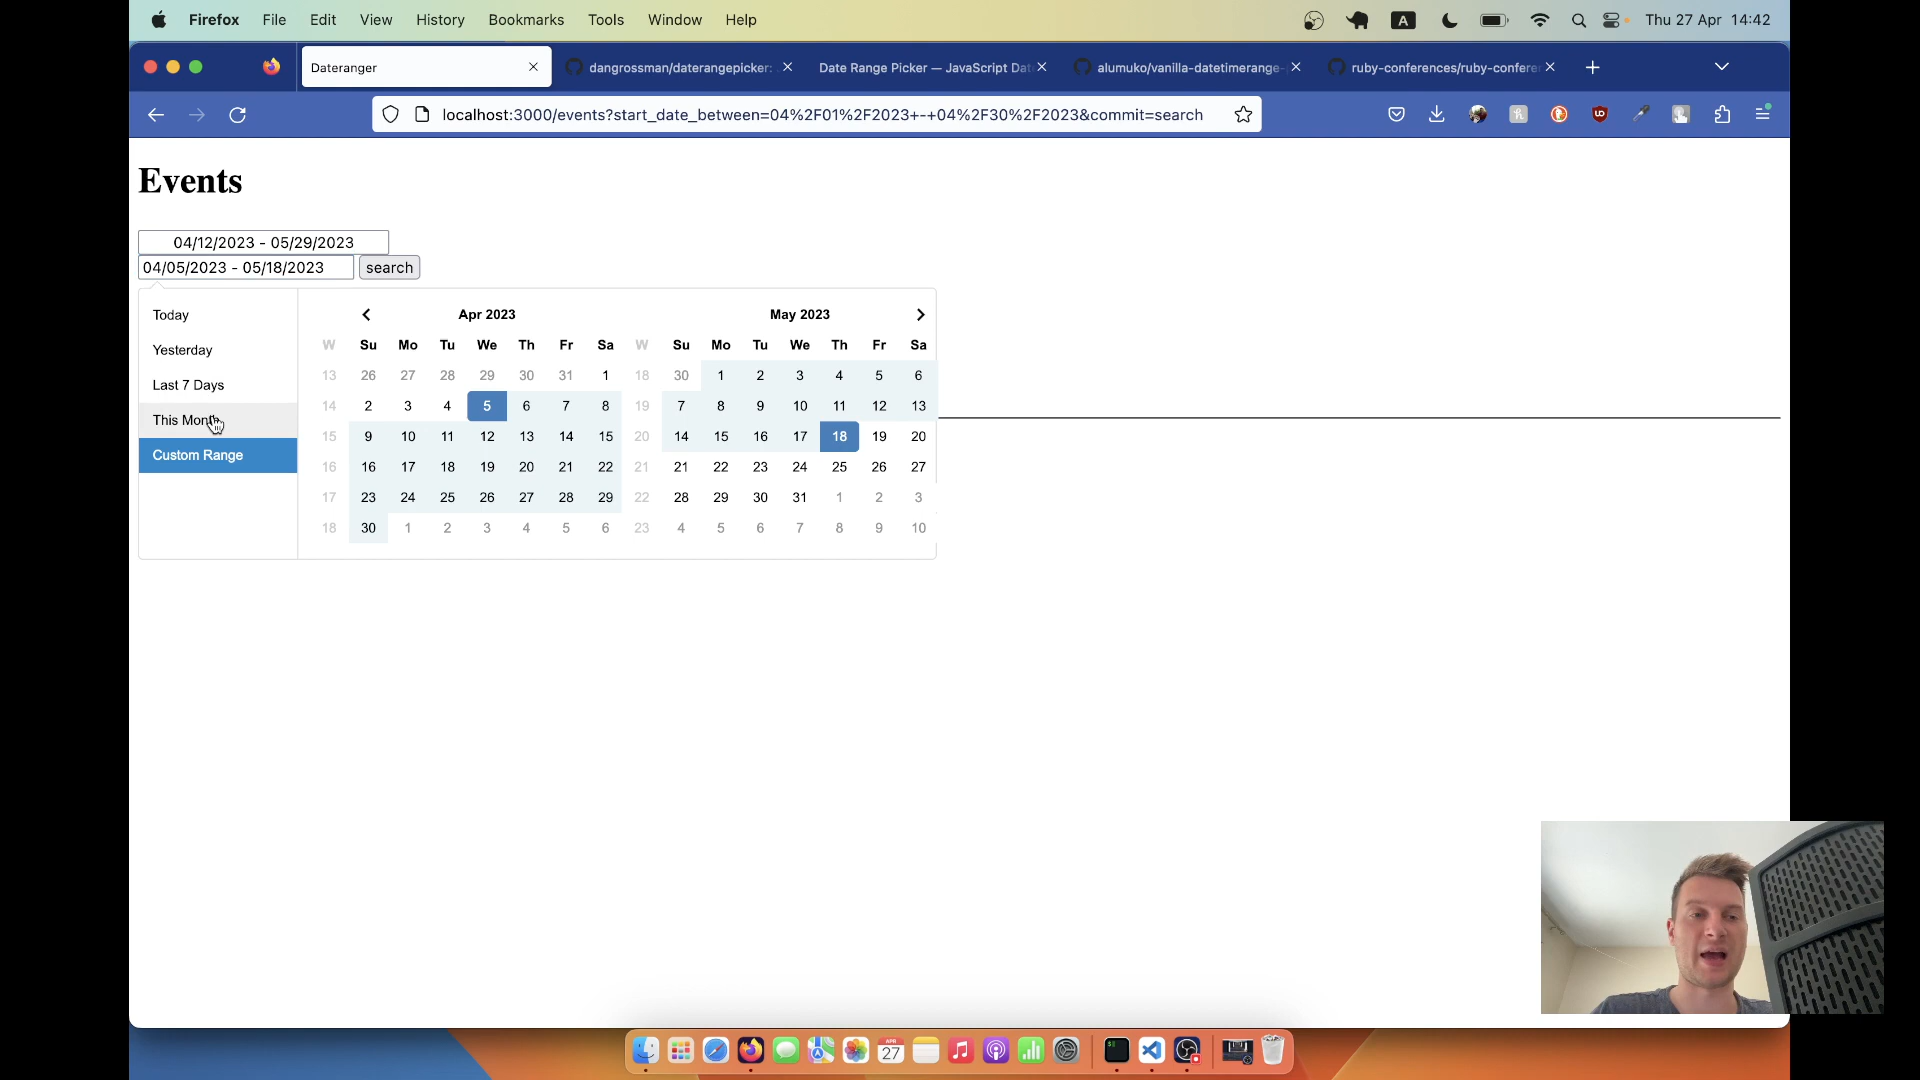 Firefox File Edit View History Bookmarks Tools Window Help A Thu 27 Apr 14:42
Dateranger dangrossman/daterangepicker: Date Range Picker — JavaScript Dat alumuko/vanilla-datetimerange- ruby-conferences/ruby-confere
localhost:3000/events?start_date_between=04%2F01%2F2023+-+04%2F30%2F2023&commit=search
Events
04/12/2023 - 05/29/2023
04/05/2023 - 05/18/2023 search
Today
Yesterday
Last 7 Days
This Month
Custom Range
Apr 2023
W Su Mo Tu We Th Fr Sa
13 26 27 28 29 30 31 1
14 2 3 4 5 6 7 8
15 9 10 11 12 13 14 15
16 16 17 18 19 20 21 22
17 23 24 25 26 27 28 29
18 30 1 2 3 4 5 6
May 2023
W Su Mo Tu We Th Fr Sa
18 30 1 2 3 4 5 6
19 7 8 9 10 11 12 13
20 14 15 16 17 18 19 20
21 21 22 23 24 25 26 27
22 28 29 30 31 1 2 3
23 4 5 6 7 8 9 10
APR
27